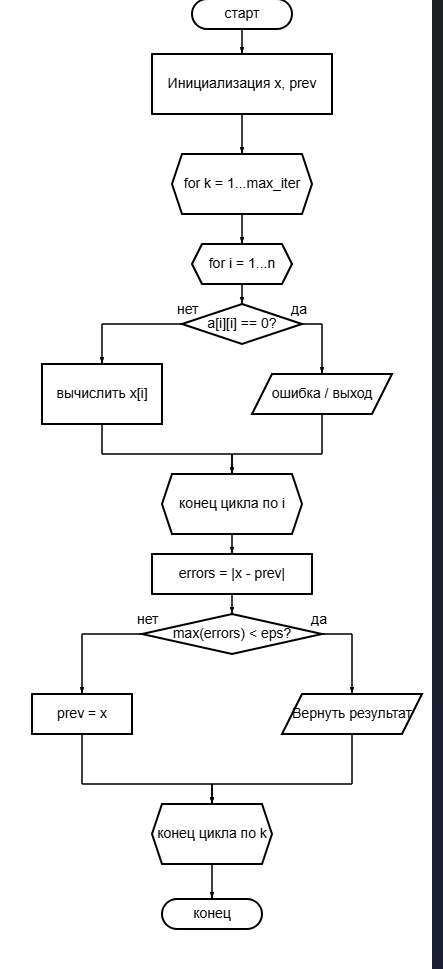 старт
Инициализация x, prev
for k = 1...max_iter
for i = 1...n
нет
да
a[i][i] == 0?
вычислить x[i]
ошибка / выход
конец цикла по i
errors = |x - prev|
нет
да
max(errors) < eps?
prev = x
Вернуть результат
конец цикла по k
конец